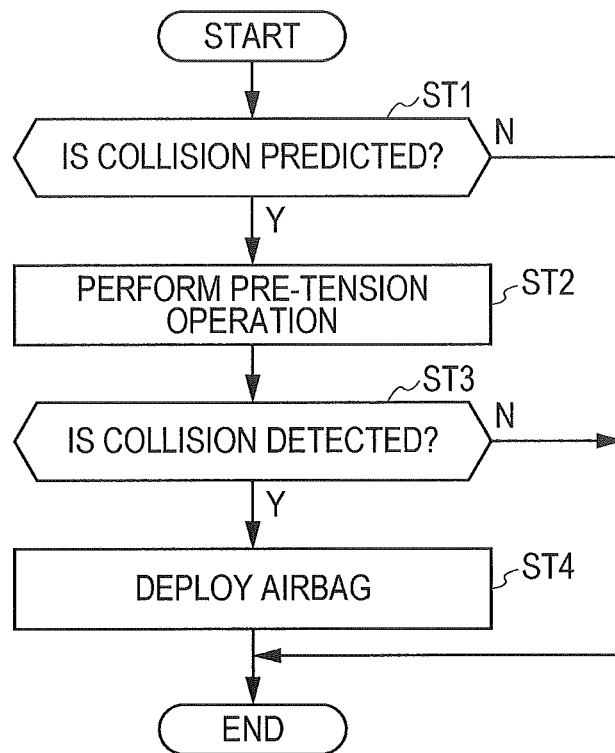 START
ST1
IS COLLISION PREDICTED?
N
Y
PERFORM PRE-TENSION
OPERATION
ST2
ST3
IS COLLISION DETECTED?
N
Y
DEPLOY AIRBAG
ST4
END